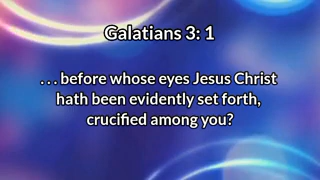 Galatians 3: 1
. . . before whose eyes Jesus Christ
hath been evidently set forth,
crucified among you?